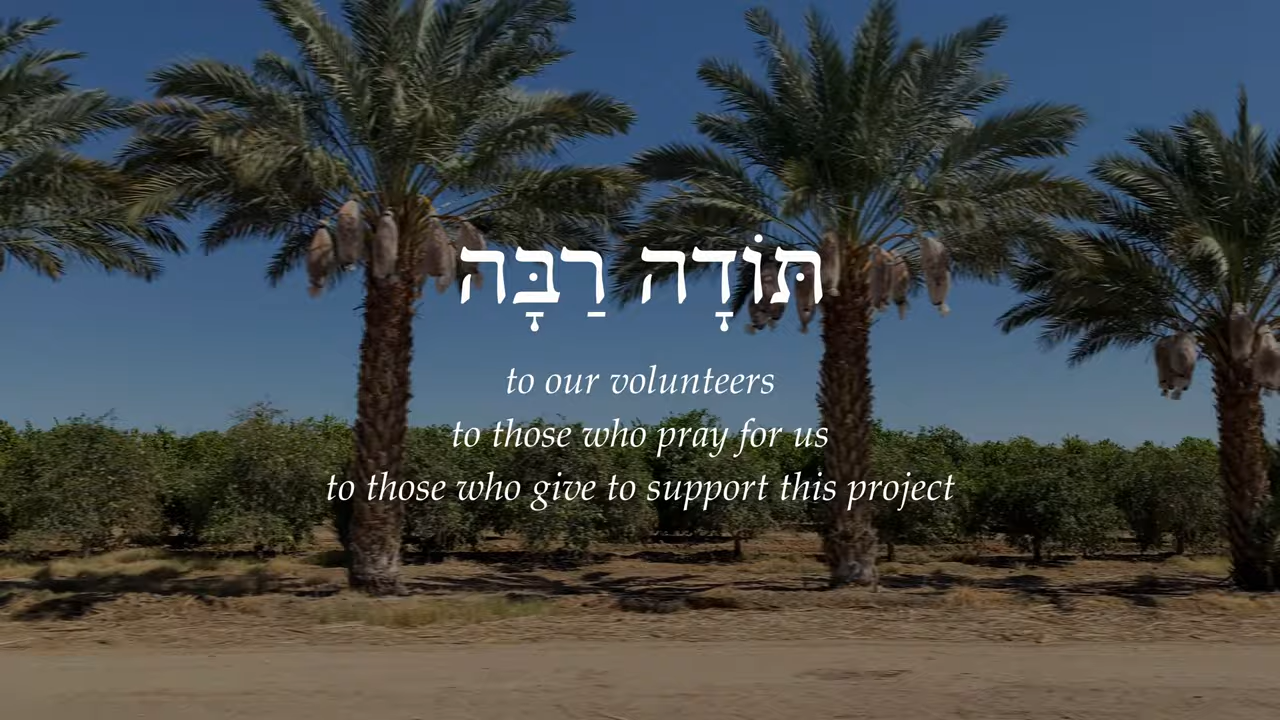 תּוֹדָה רַבָּה
to our volunteers
to those who pray for us
to those who give to support this project